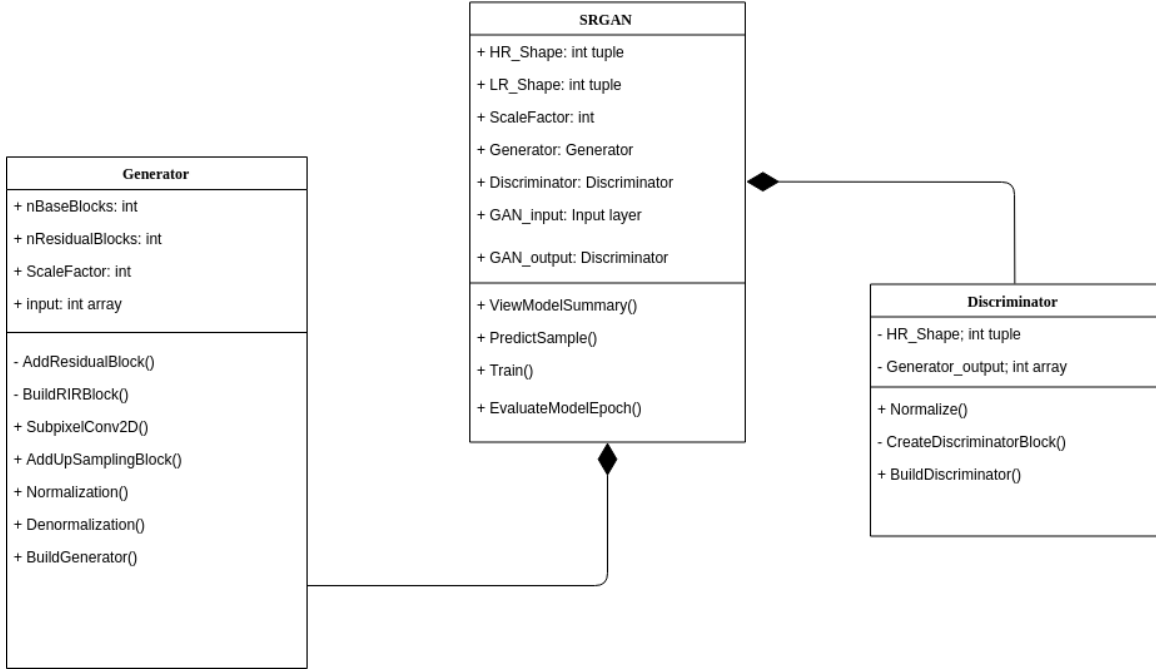 SRGAN
+ HR_Shape: int tuple
+ LR_Shape: int tuple
+ ScaleFactor: int
+ Generator: Generator
+ Discriminator: Discriminator
+ GAN_input: Input layer
+ GAN_output: Discriminator
+ ViewModelSummary()
+ PredictSample()
+ Train()
+ EvaluateModelEpoch()
Generator
+ nBaseBlocks: int
+ nResidualBlocks: int
+ ScaleFactor: int
+ input: int array
- AddResidualBlock()
- BuildRIRBlock()
+ SubpixelConv2D()
+ AddUpSamplingBlock()
+ Normalization()
+ Denormalization()
+ BuildGenerator()
Discriminator
- HR_Shape; int tuple
- Generator_output; int array
+ Normalize()
- CreateDiscriminatorBlock()
+ BuildDiscriminator()